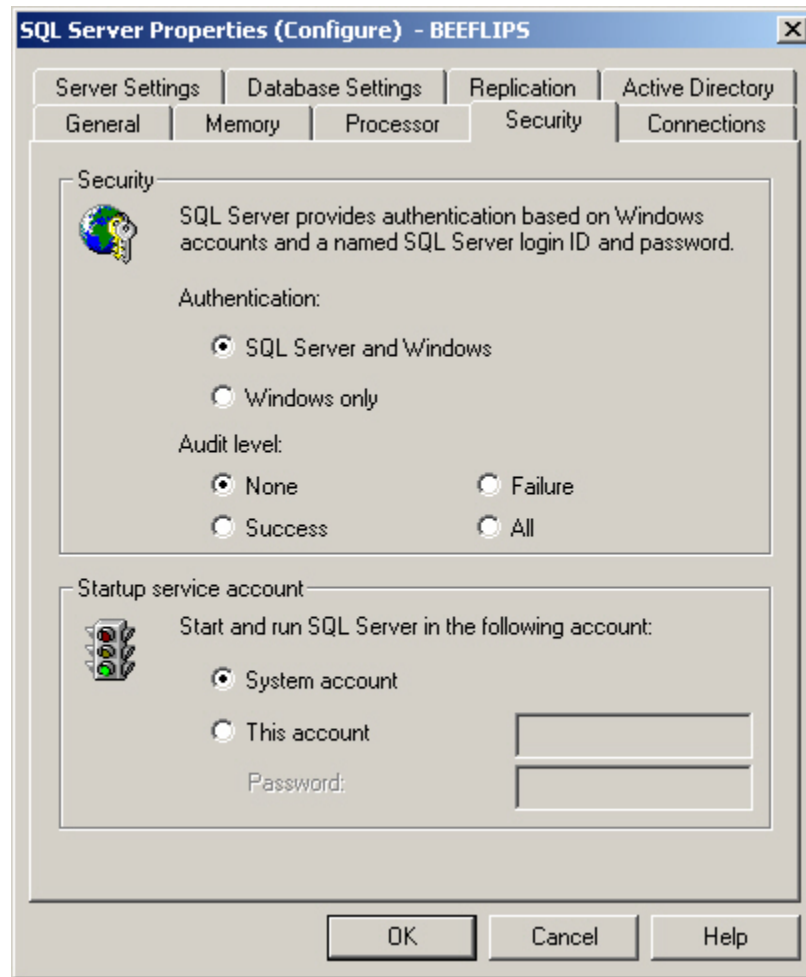 SQL Server Properties (Configure) - BEEFLIPS
Server Settings
Database Settings
Replication
Active Directory
General
Memory
Processor
Security
Connections
Security
SQL Server provides authentication based on Windows
accounts and a named SQL Server login ID and password.
Authentication:
SQL Server and Windows
Windows only
Audit level:
None
Failure
Success
All
Startup service account
Start and run SQL Server in the following account:
System account
This account
Password:
OK
Cancel
Help